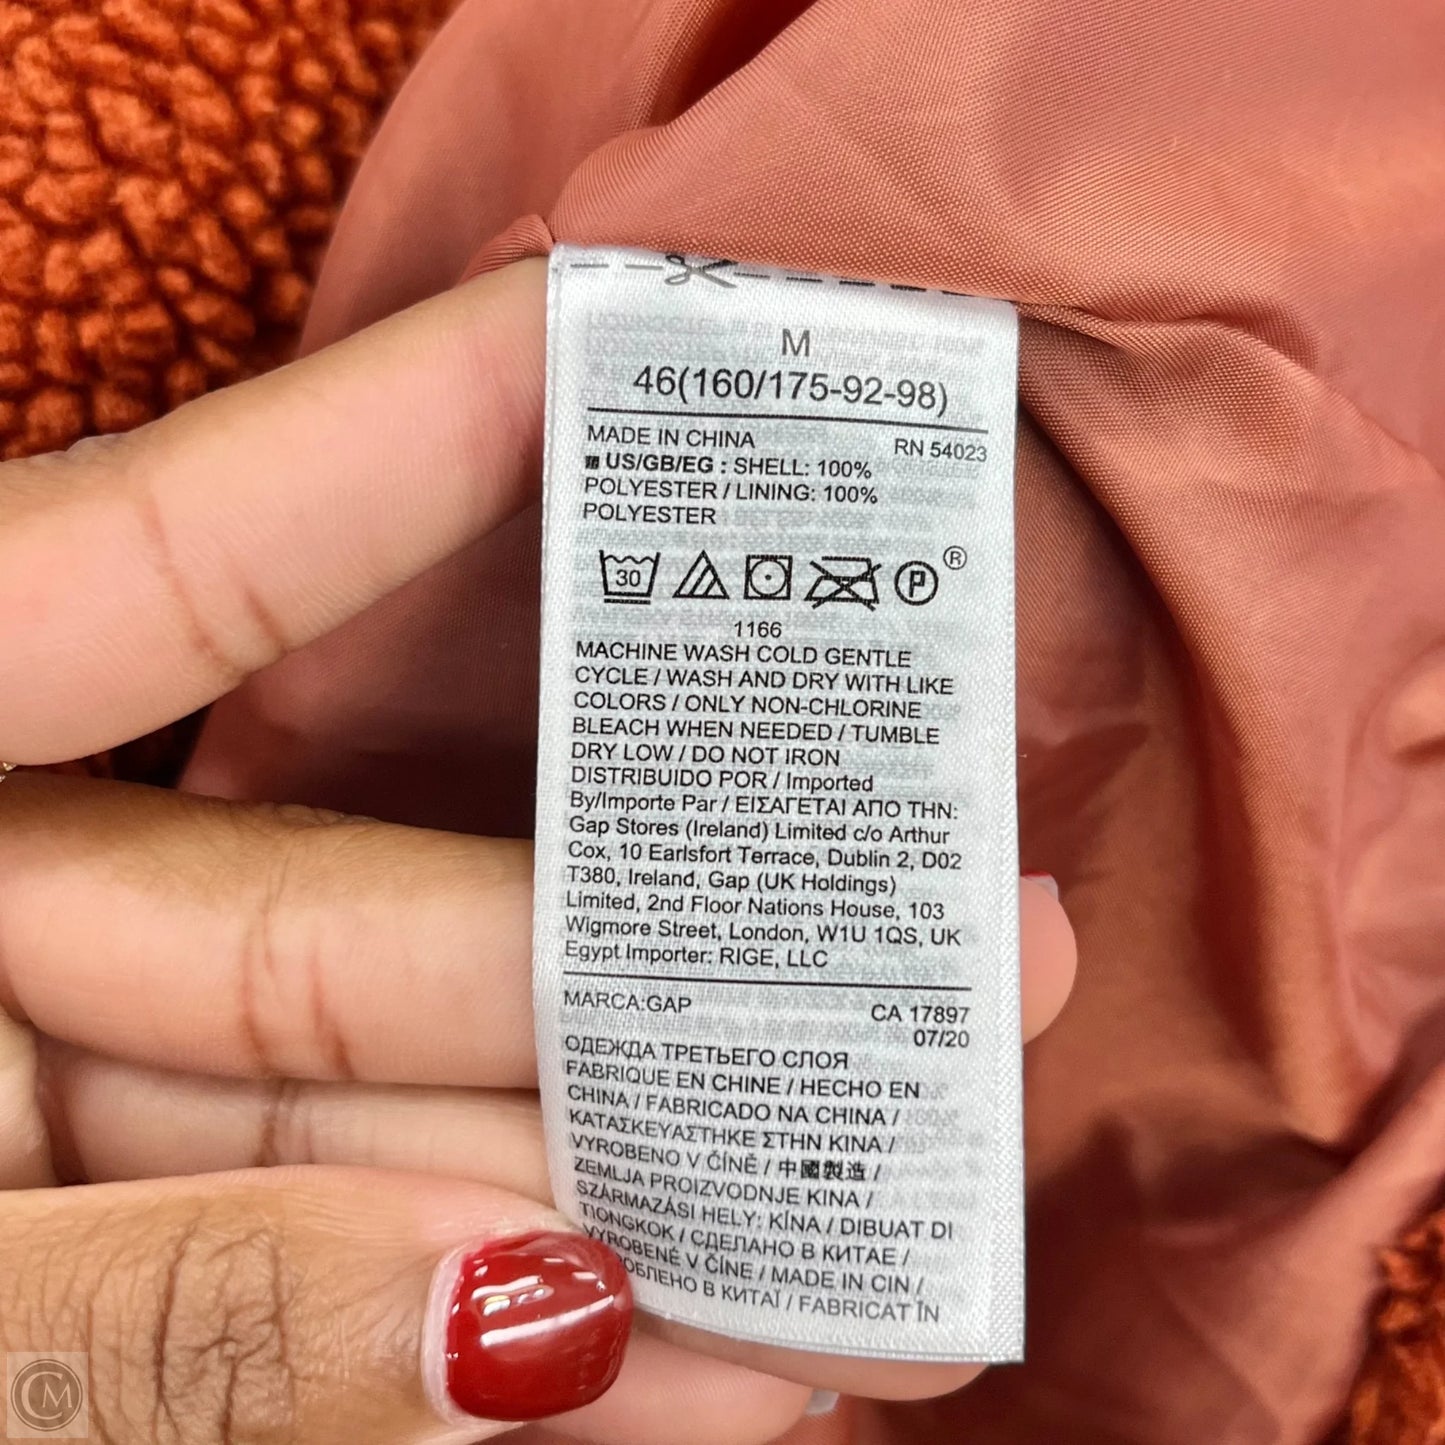 M
46(160/175-92-98)
MADE IN CHINA
RN 54023
US/GB/EG : SHELL: 100%
POLYESTER / LINING: 100%
POLYESTER
30
P
®
1166
MACHINE WASH COLD GENTLE
CYCLE / WASH AND DRY WITH LIKE
COLORS / ONLY NON-CHLORINE
BLEACH WHEN NEEDED / TUMBLE
DRY LOW / DO NOT IRON
DISTRIBUIDO POR / Imported
By/Importe Par / ΕΙΣΑΓΕΤΑΙ ΑΠΟ ΤΗΝ:
Gap Stores (Ireland) Limited c/o Arthur
Cox, 10 Earlsfort Terrace, Dublin 2, D02
T380, Ireland, Gap (UK Holdings)
Limited, 2nd Floor Nations House, 103
Wigmore Street, London, W1U 1QS, UK
Egypt Importer: RIGE, LLC
MARCA:GAP
CA 17897
07/20
ОДЕЖДА ТРЕТЬЕГО СЛОЯ
FABRIQUE EN CHINE / HECHO EN
CHINA / FABRICADO NA CHINA /
ΚΑΤΑΣΚΕΥΑΣΤΗΚΕ ΣΤΗΝ ΚΙΝΑ /
VYROBENO V ČÍNĚ / 中國製造 /
ZEMLJA PROIZVODNJE KINA /
SZÁRMAZÁSI HELY: KÍNA / DIBUAT DI
TIONGKOK / СДЕЛАНО В КИТАЕ /
VYROBENÉ V ČÍNE / MADE IN CIN /
В КИТАЇ / FABRICAT ÎN
CM